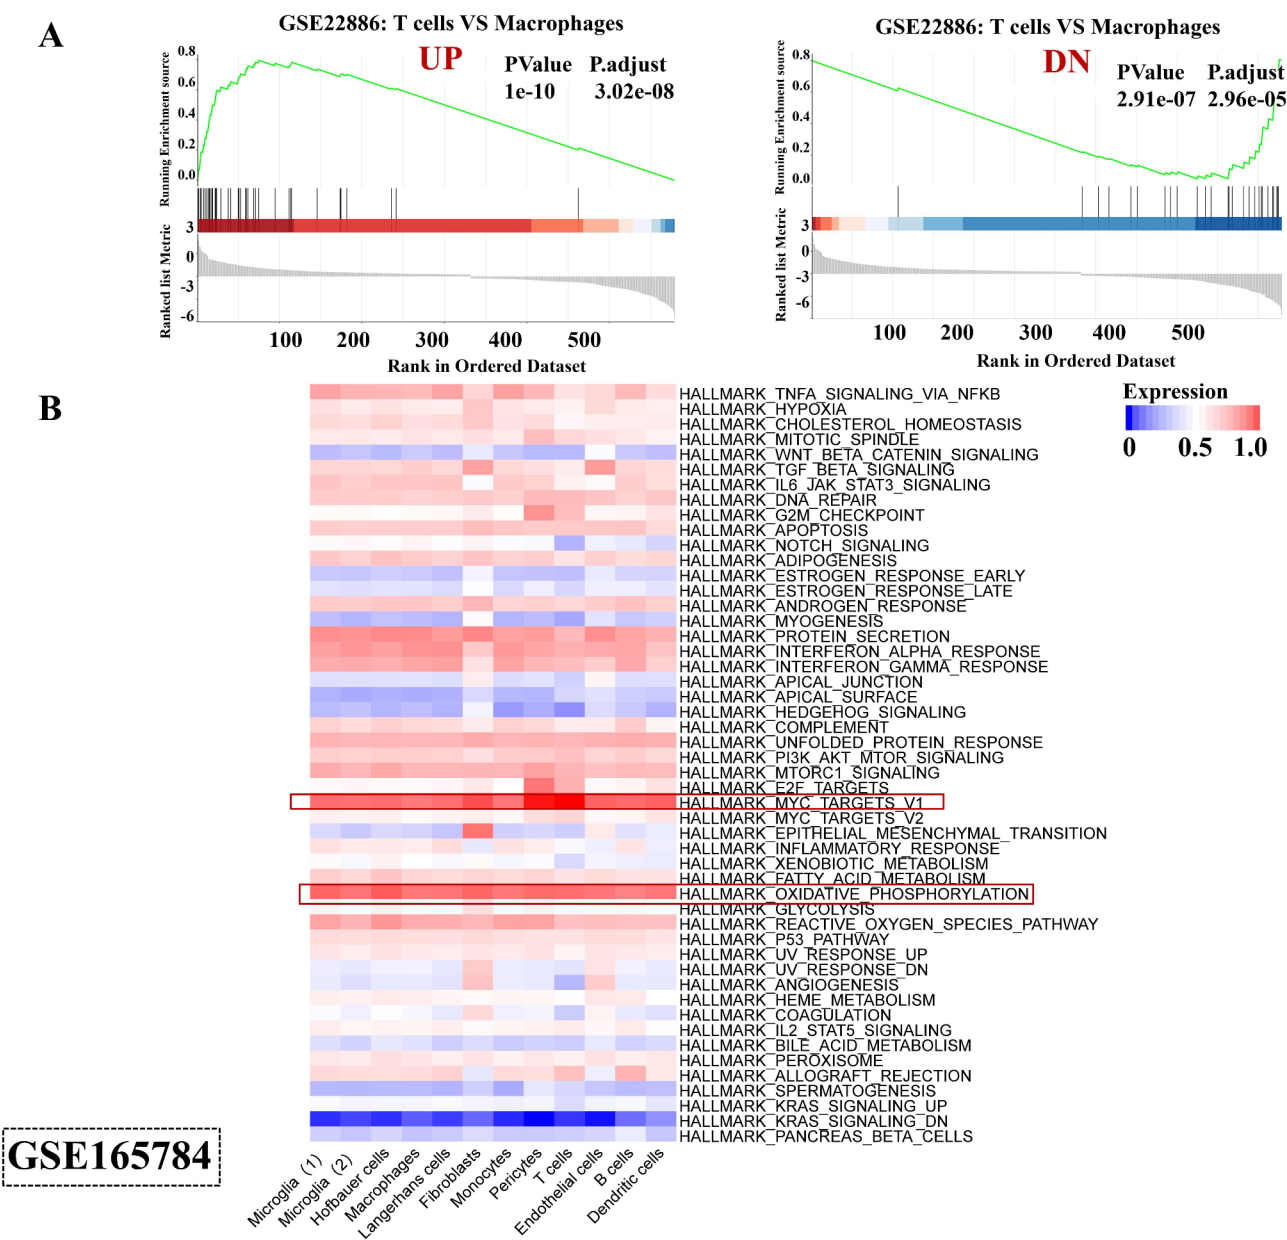 A
GSE22886: T cells VS Macrophages
UP
PValue P.adjust
1e-10 3.02e-08
Running Enrichment source
0.8
0.6
0.4
0.2
0.0
Ranked list Metric
3
0
-3
-6
100 200 300 400 500
Rank in Ordered Dataset
GSE22886: T cells VS Macrophages
DN
PValue P.adjust
2.91e-07 2.96e-05
Running Enrichment source
0.8
0.6
0.4
0.2
0.0
Ranked list Metric
3
0
-3
-6
100 200 300 400 500
Rank in Ordered Dataset
B
Expression
0 0.5 1.0
HALLMARK_TNFA_SIGNALING_VIA_NFKB
HALLMARK_HYPOXIA
HALLMARK_CHOLESTEROL_HOMEOSTASIS
HALLMARK_MITOTIC_SPINDLE
HALLMARK_WNT_BETA_CATENIN_SIGNALING
HALLMARK_TGF_BETA_SIGNALING
HALLMARK_IL6_JAK_STAT3_SIGNALING
HALLMARK_DNA_REPAIR
HALLMARK_G2M_CHECKPOINT
HALLMARK_APOPTOSIS
HALLMARK_NOTCH_SIGNALING
HALLMARK_ADIPOGENESIS
HALLMARK_ESTROGEN_RESPONSE_EARLY
HALLMARK_ESTROGEN_RESPONSE_LATE
HALLMARK_ANDROGEN_RESPONSE
HALLMARK_MYOGENESIS
HALLMARK_PROTEIN_SECRETION
HALLMARK_INTERFERON_ALPHA_RESPONSE
HALLMARK_INTERFERON_GAMMA_RESPONSE
HALLMARK_APICAL_JUNCTION
HALLMARK_APICAL_SURFACE
HALLMARK_HEDGEHOG_SIGNALING
HALLMARK_COMPLEMENT
HALLMARK_UNFOLDED_PROTEIN_RESPONSE
HALLMARK_PI3K_AKT_MTOR_SIGNALING
HALLMARK_MTORC1_SIGNALING
HALLMARK_E2F_TARGETS
HALLMARK_MYC_TARGETS_V1
HALLMARK_MYC_TARGETS_V2
HALLMARK_EPITHELIAL_MESENCHYMAL_TRANSITION
HALLMARK_INFLAMMATORY_RESPONSE
HALLMARK_XENOBIOTIC_METABOLISM
HALLMARK_FATTY_ACID_METABOLISM
HALLMARK_OXIDATIVE_PHOSPHORYLATION
HALLMARK_GLYCOLYSIS
HALLMARK_REACTIVE_OXYGEN_SPECIES_PATHWAY
HALLMARK_P53_PATHWAY
HALLMARK_UV_RESPONSE_UP
HALLMARK_UV_RESPONSE_DN
HALLMARK_ANGIOGENESIS
HALLMARK_HEME_METABOLISM
HALLMARK_COAGULATION
HALLMARK_IL2_STAT5_SIGNALING
HALLMARK_BILE_ACID_METABOLISM
HALLMARK_PEROXISOME
HALLMARK_ALLOGRAFT_REJECTION
HALLMARK_SPERMATOGENESIS
HALLMARK_KRAS_SIGNALING_UP
HALLMARK_KRAS_SIGNALING_DN
HALLMARK_PANCREAS_BETA_CELLS
GSE165784
Microglia (1)
Microglia (2)
Hofbauer cells
Macrophages
Langerhans cells
Fibroblasts
Monocytes
Pericytes
T cells
Endothelial cells
B cells
Dendritic cells